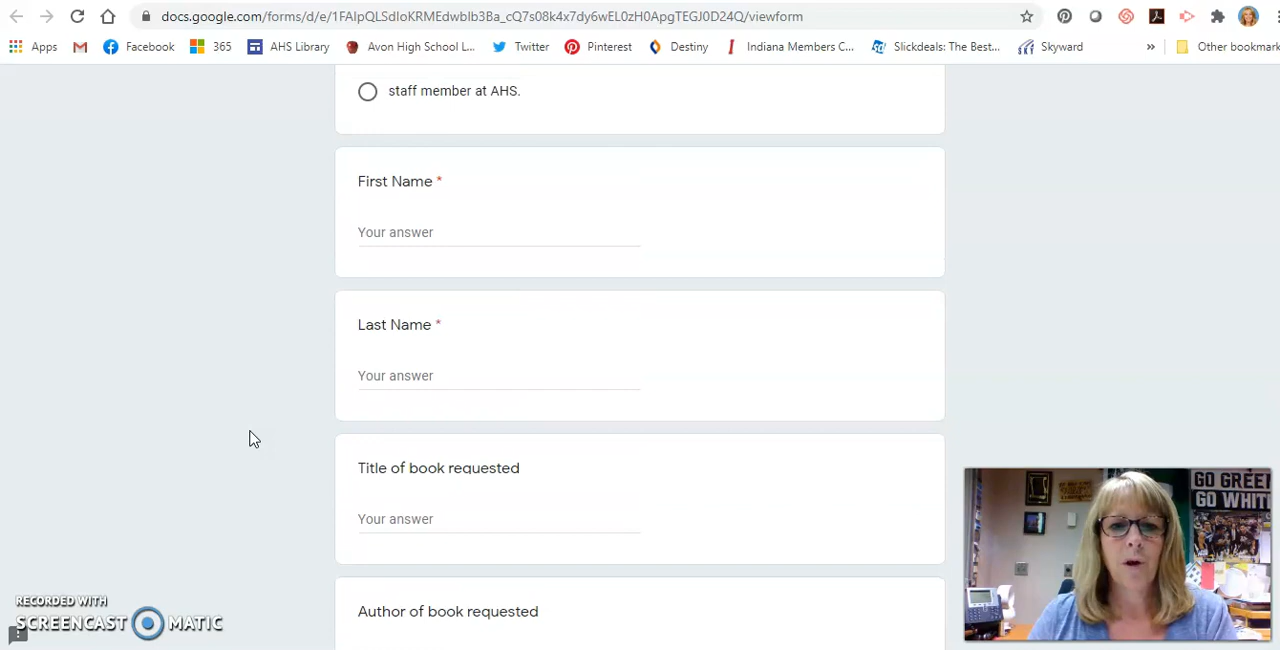 docs.google.com/forms/d/e/1FAIpQLSdIoKRMEdwbIb3Ba_cQ7s08k4x7dy6wEL0zH0ApgTEGJ0D24Q/viewform
Apps Facebook 365 AHS Library Avon High School L... Twitter Pinterest Destiny Indiana Members C... Slickdeals: The Best... Skyward » Other bookmark
staff member at AHS.
First Name *
Your answer
Last Name *
Your answer
Title of book requested
Your answer
Author of book requested
GO GREE
GO WHIT
RECORDED WITH
SCREENCAST MATIC